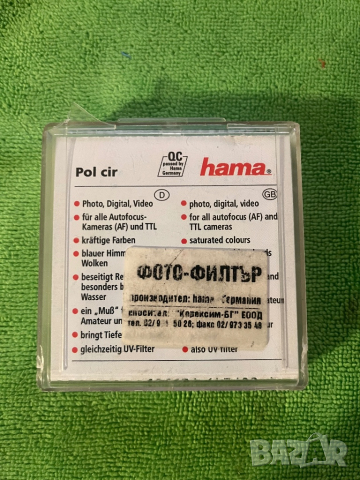 Pol cir
Q.C
passed by
Hama
Germany
hama®
D
GB
• Photo, Digital, Video
• für alle Autofocus-
Kameras (AF) und TTL
• kräftige Farben
blauer Himm
Wolken
beseitigt Re
besonders b
Wasser
• ein „Muß" f
Amateur un
bringt Tiefe
• gleichzeitig UV-Filter
• photo, digital, video
• for all autofocus (AF) and
TTL cameras
• saturated colours
• also UV filter
ФОТО-ФИЛТЪР
производител: hama Германия
вносител: "Кирексим-БГ" ЕООД
тел. 02/9 50 26; факс 02/ 973 35 48
BAZAR